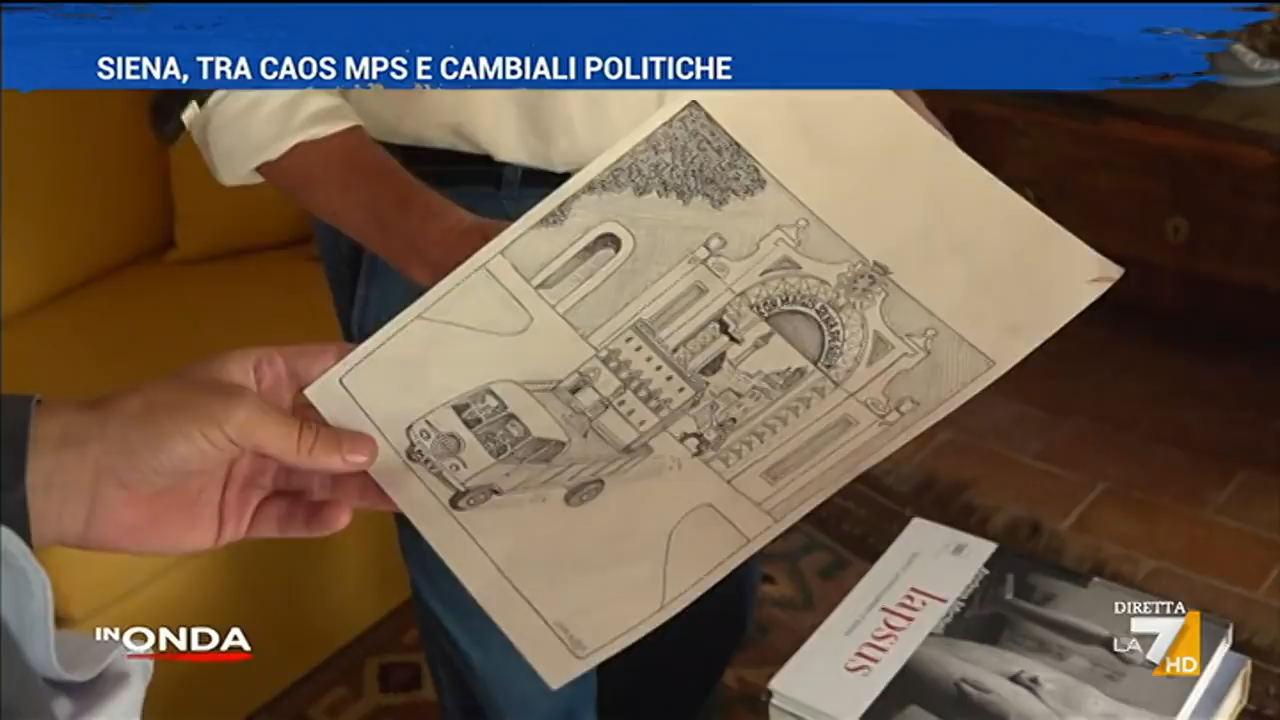 SIENA, TRA CAOS MPS E CAMBIALI POLITICHE
lapsus
IN ONDA
DIRETTA
LA 7 HD